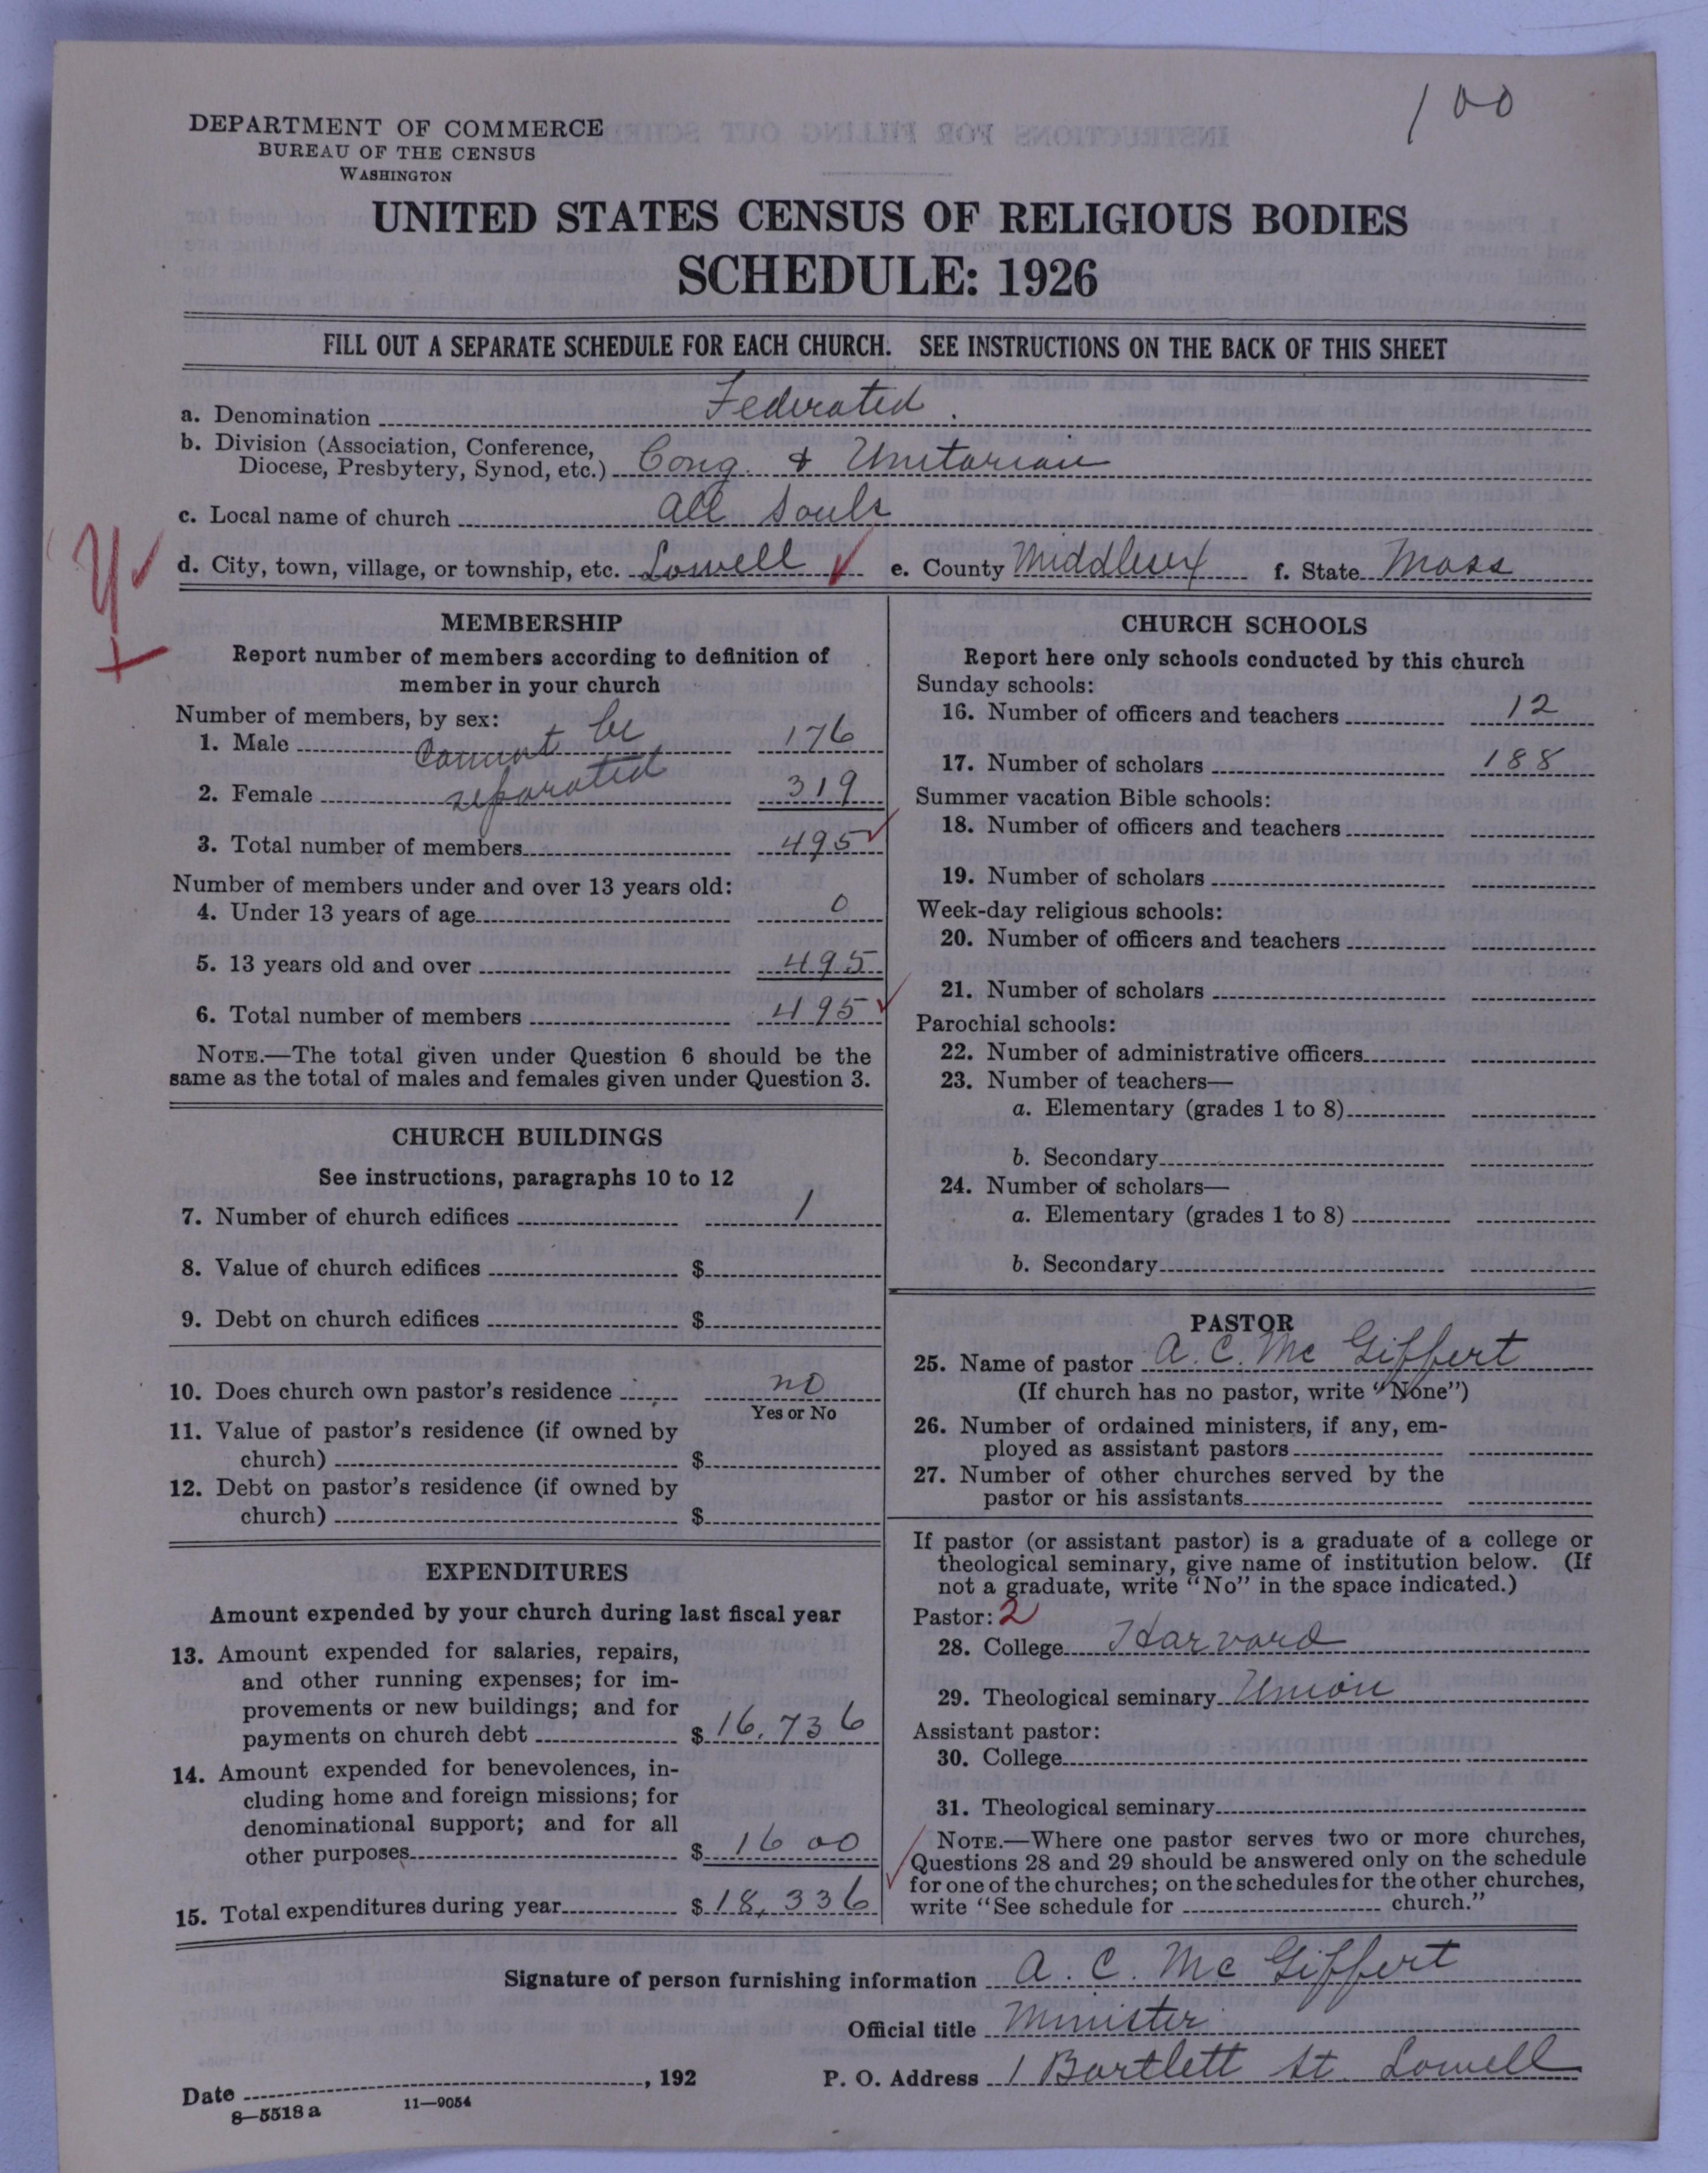 100
DEPARTMENT OF COMMERCE
BUREAU OF THE CENSUS
WASHINGTON
UNITED STATES CENSUS OF RELIGIOUS BODIES
SCHEDULE: 1926
FILL OUT A SEPARATE SCHEDULE FOR EACH CHURCH. SEE INSTRUCTIONS ON THE BACK OF THIS SHEET
a. Denomination Federated.
b. Division (Association, Conference,
Diocese, Presbytery, Synod, etc.) Cong. & Unitarian
c. Local name of church All Souls
d. City, town, village, or township, etc. Lowell e. County Middlesex f. State Mass
MEMBERSHIP
Report number of members according to definition of
member in your church
Number of members, by sex:
1. Male cannot be 176
2. Female separated 319
3. Total number of members 495
Number of members under and over 13 years old:
4. Under 13 years of age 0
5. 13 years old and over 495
6. Total number of members 495
NOTE.—The total given under Question 6 should be the
same as the total of males and females given under Question 3.
CHURCH BUILDINGS
See instructions, paragraphs 10 to 12
7. Number of church edifices 1
8. Value of church edifices $
9. Debt on church edifices $
10. Does church own pastor's residence no
Yes or No
11. Value of pastor's residence (if owned by
church) $
12. Debt on pastor's residence (if owned by
church) $
EXPENDITURES
Amount expended by your church during last fiscal year
13. Amount expended for salaries, repairs,
and other running expenses; for im-
provements or new buildings; and for
payments on church debt $ 16,736
14. Amount expended for benevolences, in-
cluding home and foreign missions; for
denominational support; and for all
other purposes $ 1600
15. Total expenditures during year $ 18,336
CHURCH SCHOOLS
Report here only schools conducted by this church
Sunday schools:
16. Number of officers and teachers 12
17. Number of scholars 188
Summer vacation Bible schools:
18. Number of officers and teachers
19. Number of scholars
Week-day religious schools:
20. Number of officers and teachers
21. Number of scholars
Parochial schools:
22. Number of administrative officers
23. Number of teachers—
a. Elementary (grades 1 to 8)
b. Secondary
24. Number of scholars—
a. Elementary (grades 1 to 8)
b. Secondary
PASTOR
25. Name of pastor A. C. McGiffert
(If church has no pastor, write "None")
26. Number of ordained ministers, if any, em-
ployed as assistant pastors
27. Number of other churches served by the
pastor or his assistants
If pastor (or assistant pastor) is a graduate of a college or
theological seminary, give name of institution below. (If
not a graduate, write "No" in the space indicated.)
Pastor: 2
28. College Harvard
29. Theological seminary Union
Assistant pastor:
30. College
31. Theological seminary
NOTE.—Where one pastor serves two or more churches,
Questions 28 and 29 should be answered only on the schedule
for one of the churches; on the schedules for the other churches,
write "See schedule for church."
Signature of person furnishing information A. C. McGiffert
Official title Minister
Date , 192 P. O. Address 1 Bartlett St. Lowell
8—5518 a 11—9054